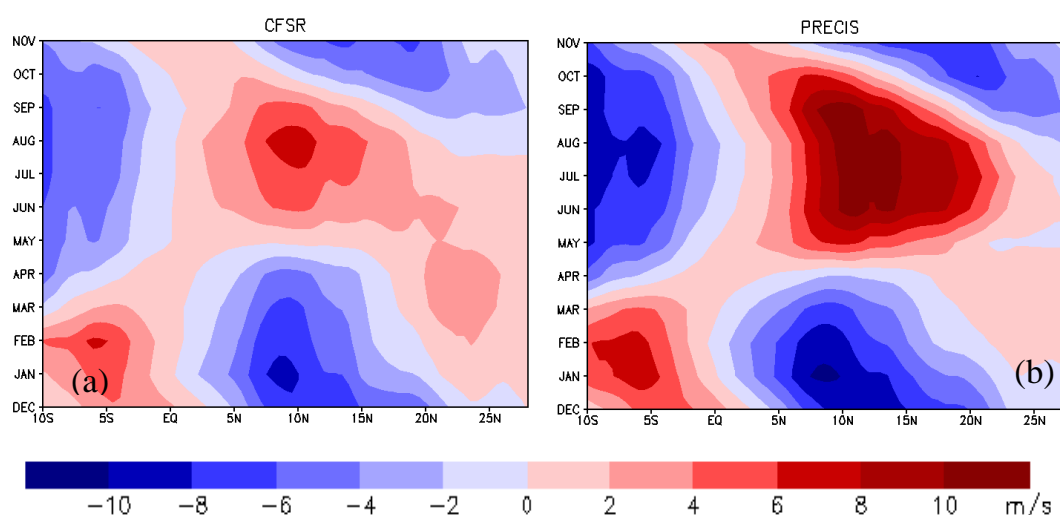 CFSR
NOV
OCT
SEP
AUG
JUL
JUN
MAY
APR
MAR
FEB
JAN
DEC
(a)
10S 5S EQ 5N 10N 15N 20N 25N
PRECIS
NOV
OCT
SEP
AUG
JUL
JUN
MAY
APR
MAR
FEB
JAN
DEC
(b)
10S 5S EQ 5N 10N 15N 20N 25N
−10 −8 −6 −4 −2 0 2 4 6 8 10 m/s